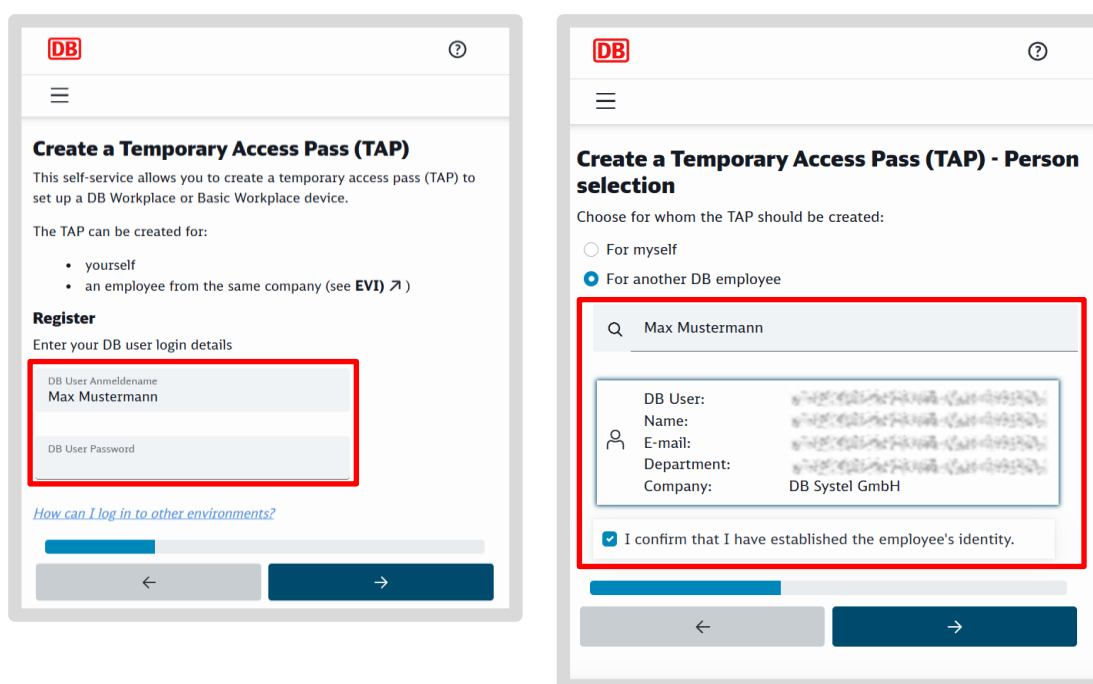 DB
Create a Temporary Access Pass (TAP)
This self-service allows you to create a temporary access pass (TAP) to
set up a DB Workplace or Basic Workplace device.
The TAP can be created for:
• yourself
• an employee from the same company (see EVI) ↗ )
Register
Enter your DB user login details
DB User Anmeldename
Max Mustermann
DB User Password
How can I log in to other environments?
DB
Create a Temporary Access Pass (TAP) - Person
selection
Choose for whom the TAP should be created:
For myself
For another DB employee
Max Mustermann
DB User:
Name:
E-mail:
Department:
Company: DB Systel GmbH
I confirm that I have established the employee's identity.